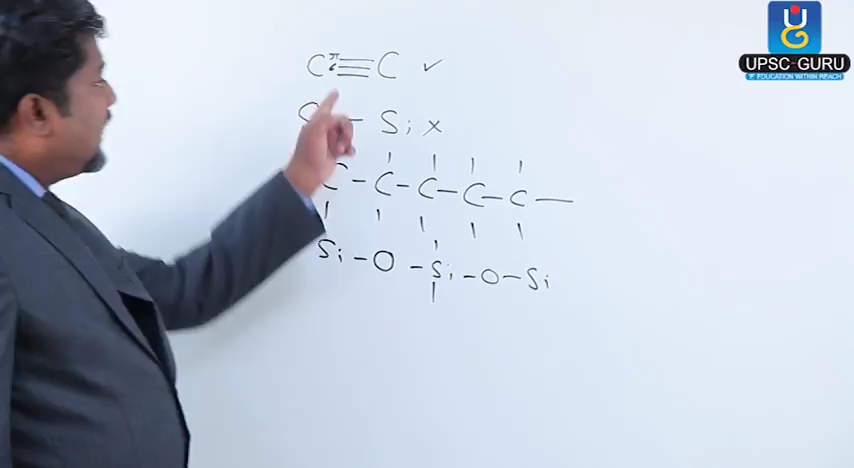 UPSC-GURU
EDUCATION WITHIN REACH
C π ≡ C ✓
– Si ×
C – C – C – C – C –
Si – O – Si – O – Si